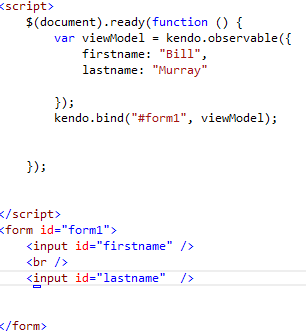 <script>
$(document).ready(function () {
var viewModel = kendo.observable({
firstname: "Bill",
lastname: "Murray"
});
kendo.bind("#form1", viewModel);
});
</script>
<form id="form1">
<input id="firstname" />
<br />
<input id="lastname"  />
</form>